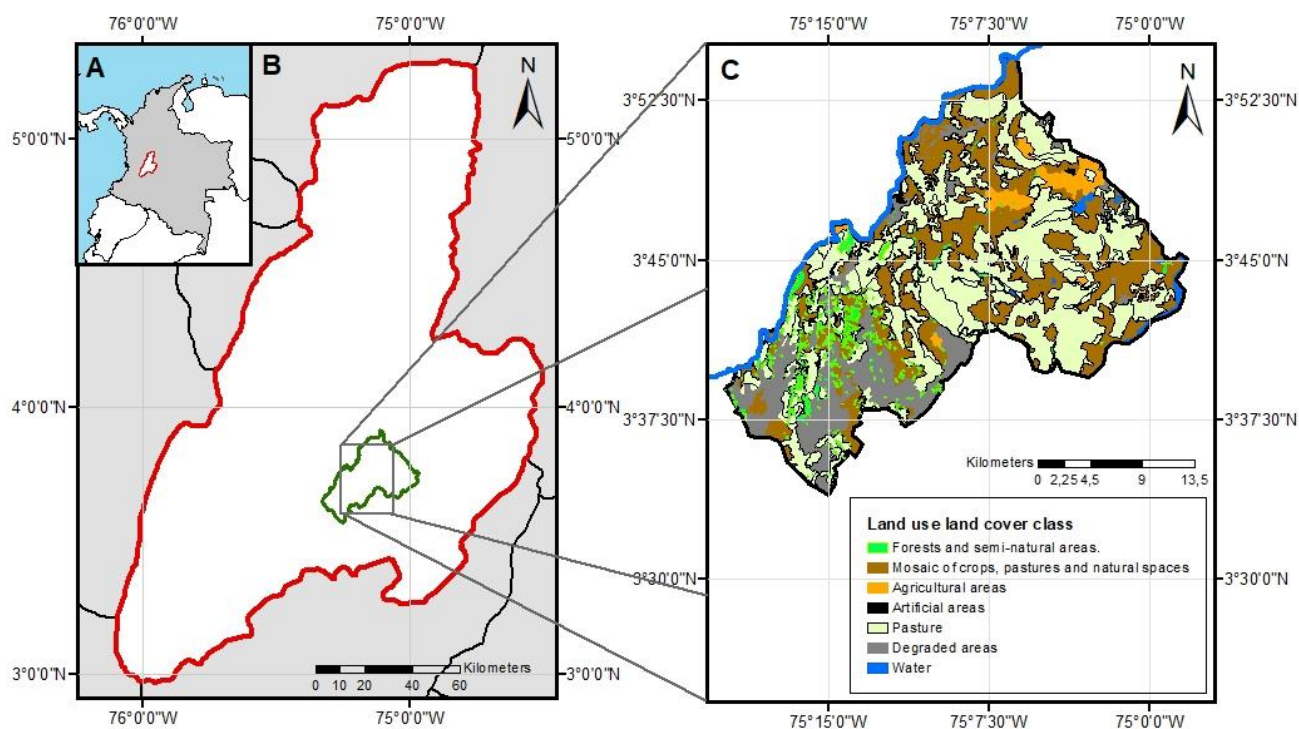 76°0'0"W
75°0'0"W
75°15'0"W
75°7'30"W
75°0'0"W
A
B
N
C
N
5°0'0"N
5°0'0"N
4°0'0"N
4°0'0"N
3°0'0"N
3°0'0"N
3°52'30"N
3°52'30"N
3°45'0"N
3°45'0"N
3°37'30"N
3°37'30"N
3°30'0"N
3°30'0"N
Kilometers
0 2,25 4,5 9 13,5
Land use land cover class
Forests and semi-natural areas.
Mosaic of crops, pastures and natural spaces
Agricultural areas
Artificial areas
Pasture
Degraded areas
Water
Kilometers
0 10 20 40 60
76°0'0"W
75°0'0"W
75°15'0"W
75°7'30"W
75°0'0"W